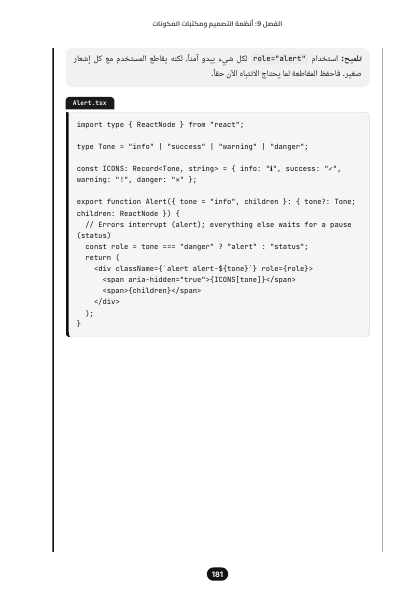 الفصل 9: أنظمة التصميم ومكتبات المكونات
تلميح: استخدام role="alert" لكل شيء يبدو آمناً، لكنه يقاطع المستخدم مع كل إشعار
صغير. فاحفظ المقاطعة لما يحتاج الانتباه الآن حقاً.
Alert.tsx
import type { ReactNode } from "react";
type Tone = "info" | "success" | "warning" | "danger";
const ICONS: Record<Tone, string> = { info: "ℹ", success: "✓",
warning: "!", danger: "✕" };
export function Alert({ tone = "info", children }: { tone?: Tone;
children: ReactNode }) {
  // Errors interrupt (alert); everything else waits for a pause
(status)
  const role = tone === "danger" ? "alert" : "status";
  return (
    <div className={`alert alert-${tone}`} role={role}>
      <span aria-hidden="true">{ICONS[tone]}</span>
      <span>{children}</span>
    </div>
  );
}
181